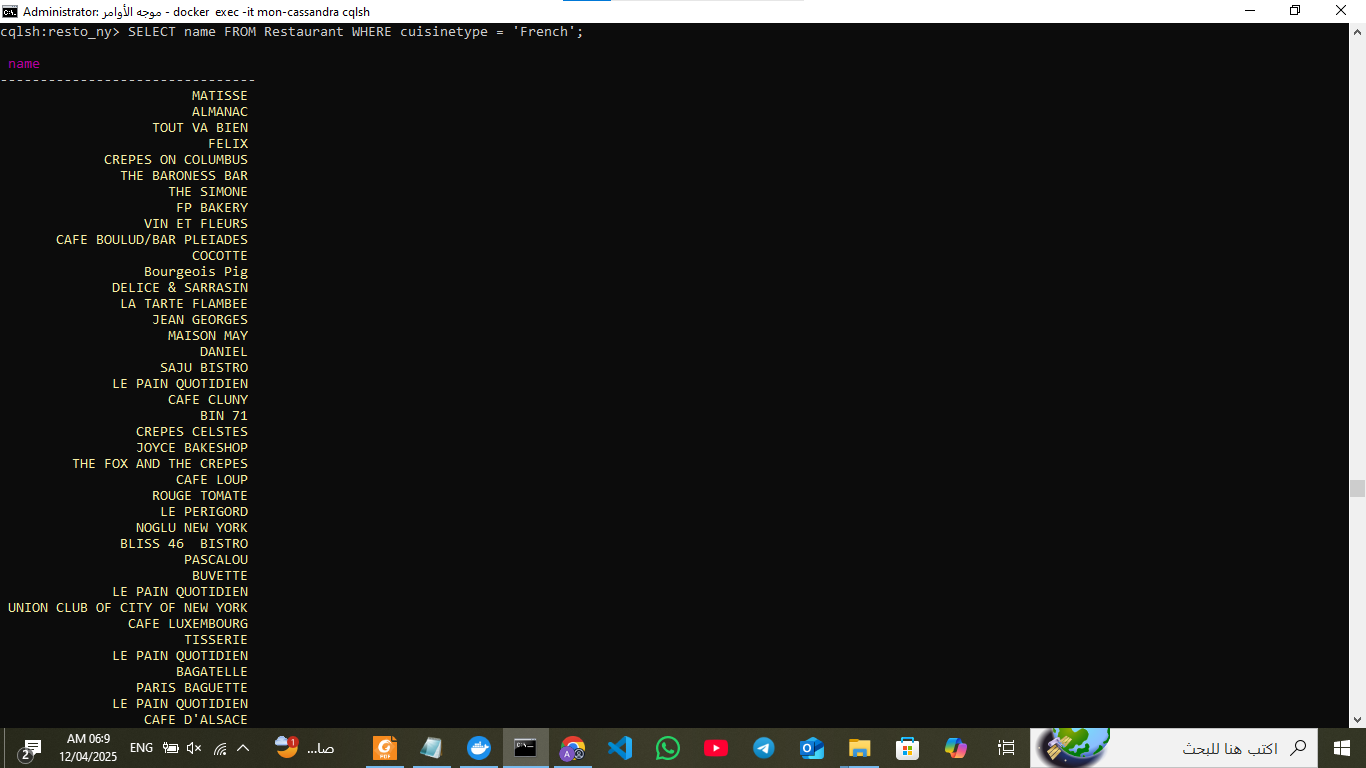 Administrator: موجه الأوامر - docker  exec -it mon-cassandra cqlsh
cqlsh:resto_ny> SELECT name FROM Restaurant WHERE cuisinetype = 'French';
name
-------------------------------
MATISSE
ALMANAC
TOUT VA BIEN
FELIX
CREPES ON COLUMBUS
THE BARONESS BAR
THE SIMONE
FP BAKERY
VIN ET FLEURS
CAFE BOULUD/BAR PLEIADES
COCOTTE
Bourgeois Pig
DELICE & SARRASIN
LA TARTE FLAMBEE
JEAN GEORGES
MAISON MAY
DANIEL
SAJU BISTRO
LE PAIN QUOTIDIEN
CAFE CLUNY
BIN 71
CREPES CELSTES
JOYCE BAKESHOP
THE FOX AND THE CREPES
CAFE LOUP
ROUGE TOMATE
LE PERIGORD
NOGLU NEW YORK
BLISS 46  BISTRO
PASCALOU
BUVETTE
LE PAIN QUOTIDIEN
UNION CLUB OF CITY OF NEW YORK
CAFE LUXEMBOURG
TISSERIE
LE PAIN QUOTIDIEN
BAGATELLE
PARIS BAGUETTE
LE PAIN QUOTIDIEN
CAFE D'ALSACE
2
AM 06:9
12/04/2025
ENG
1
صا...
PDF
A
اكتب هنا للبحث